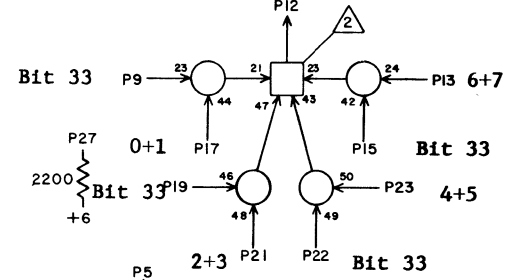 P12
2
Bit 33 P9 23 21 23 24 P13 6+7
44 47 43 42
P27 0+1 P17 P15 Bit 33
2200 Bit 33 P19 46 50 P23 4+5
+6 48 49
P5 2+3 P21 P22 Bit 33